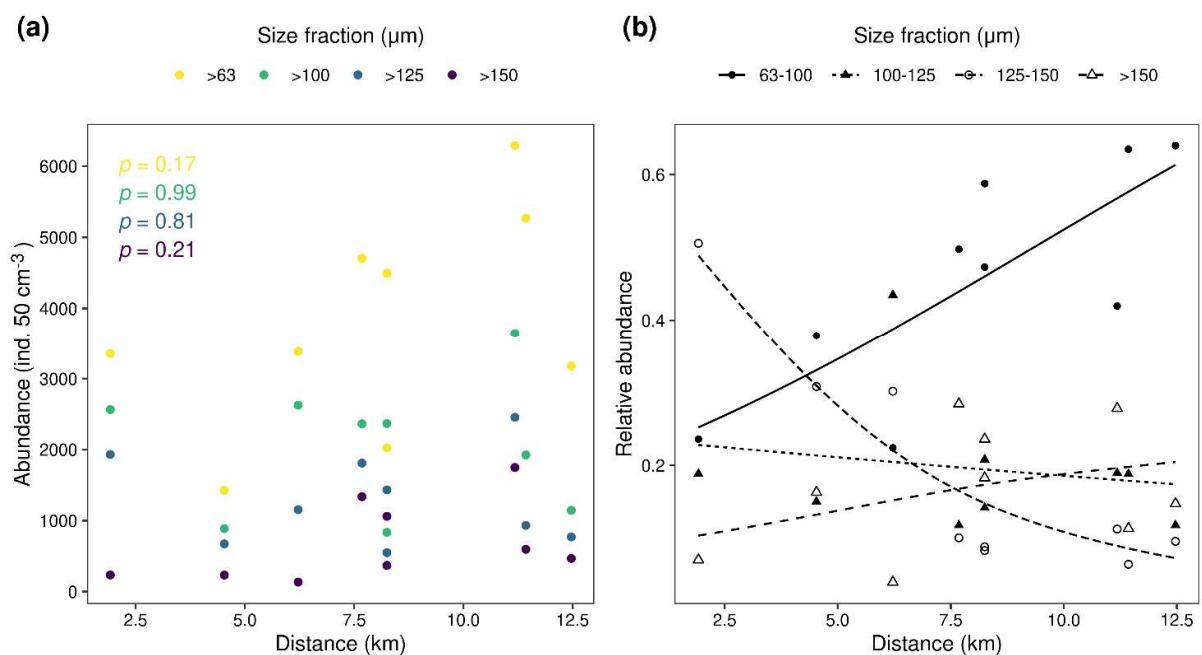 (a)
Size fraction (µm)
>63 >100 >125 >150
p = 0.17
p = 0.99
p = 0.81
p = 0.21
Abundance (ind. 50 cm⁻³)
6000
5000
4000
3000
2000
1000
0
2.5 5.0 7.5 10.0 12.5
Distance (km)
(b)
Size fraction (µm)
63-100 100-125 125-150 >150
Relative abundance
0.6
0.4
0.2
2.5 5.0 7.5 10.0 12.5
Distance (km)